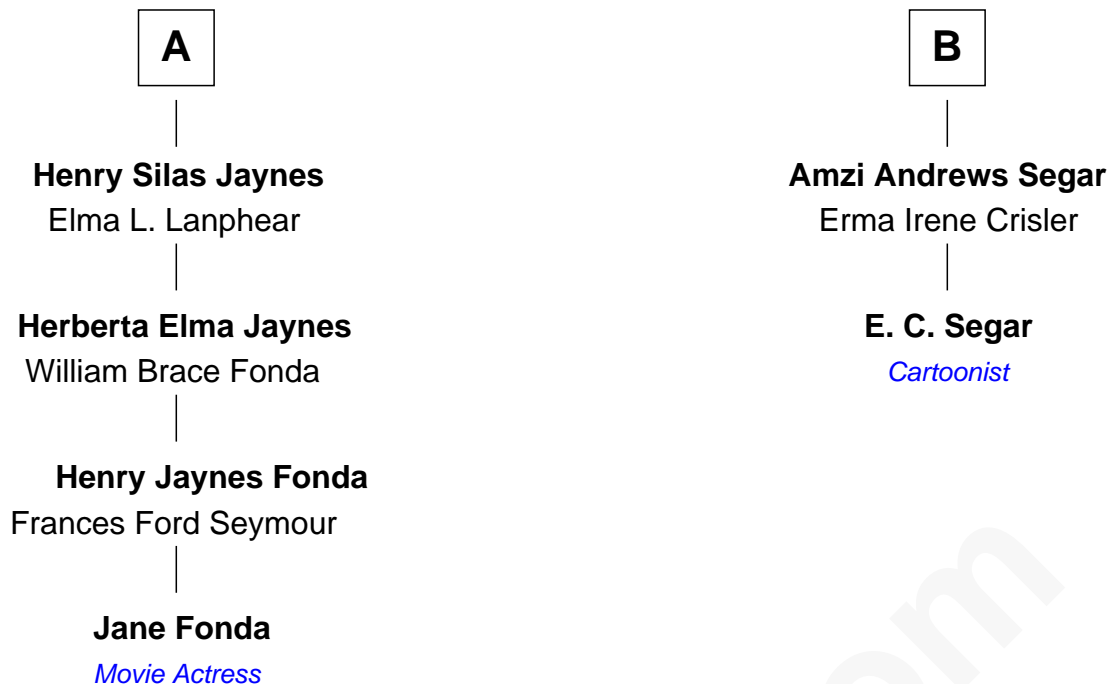 A
Henry Silas Jaynes
Elma L. Lanphear
Herberta Elma Jaynes
William Brace Fonda
Henry Jaynes Fonda
Frances Ford Seymour
Jane Fonda
Movie Actress
B
Amzi Andrews Segar
Erma Irene Crisler
E. C. Segar
Cartoonist